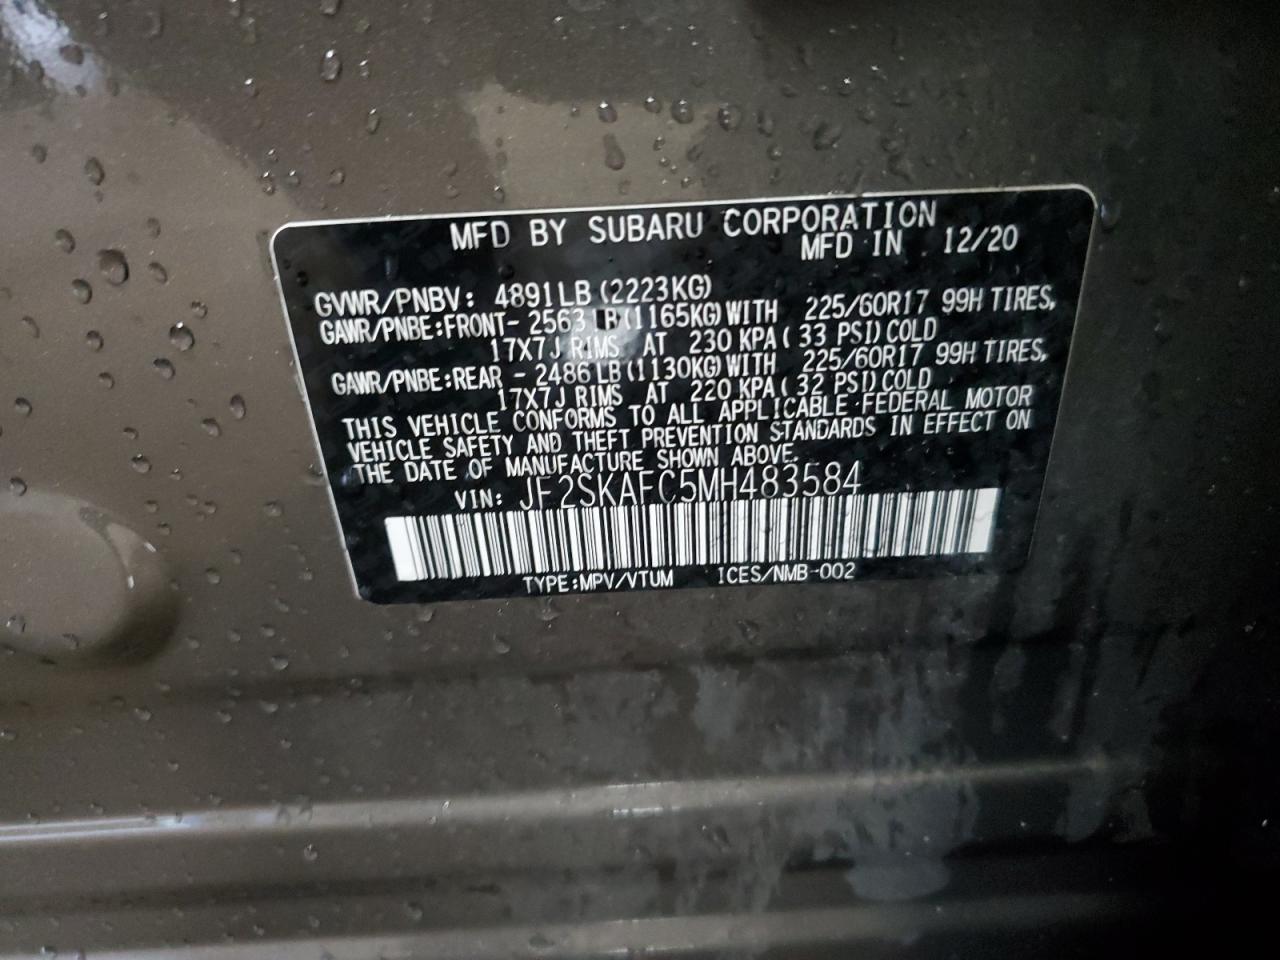 MFD BY SUBARU CORPORATION
MFD IN 12/20
GVWR/PNBV: 4891LB (2223KG)
GAWR/PNBE:FRONT- 2563 LB (1165KG) WITH 225/60R17 99H TIRES,
17X7J RIMS AT 230 KPA ( 33 PSI) COLD
GAWR/PNBE:REAR - 2486 LB (1130KG) WITH 225/60R17 99H TIRES,
17X7J RIMS AT 220 KPA ( 32 PSI) COLD
THIS VEHICLE CONFORMS TO ALL APPLICABLE FEDERAL MOTOR
VEHICLE SAFETY AND THEFT PREVENTION STANDARDS IN EFFECT ON
THE DATE OF MANUFACTURE SHOWN ABOVE.
VIN: JF2SKAFC5MH483584
TYPE:MPV/VTUM ICES/NMB-002